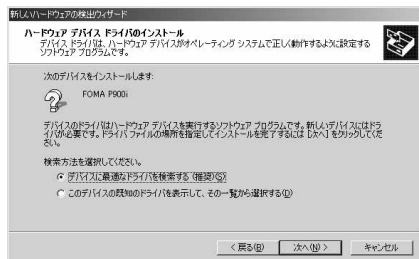 新しいハードウェアの検出ウィザード
ハードウェア デバイス ドライバのインストール
デバイス ドライバは、ハードウェア デバイスがオペレーティング システムで正しく動作するように設定する
ソフトウェア プログラムです。
次のデバイスをインストールします:
FOMA P900i
デバイスのドライバはハードウェア デバイスを実行するソフトウェア プログラムです。新しいデバイスにはドラ
イバが必要です。ドライバ ファイルの場所を指定してインストールを完了するには [次へ] をクリックしてくだ
さい。
検索方法を選択してください。
デバイスに最適なドライバを検索する (推奨)(S)
このデバイスの既知のドライバを表示して、その一覧から選択する(D)
< 戻る(B)
次へ(N) >
キャンセル